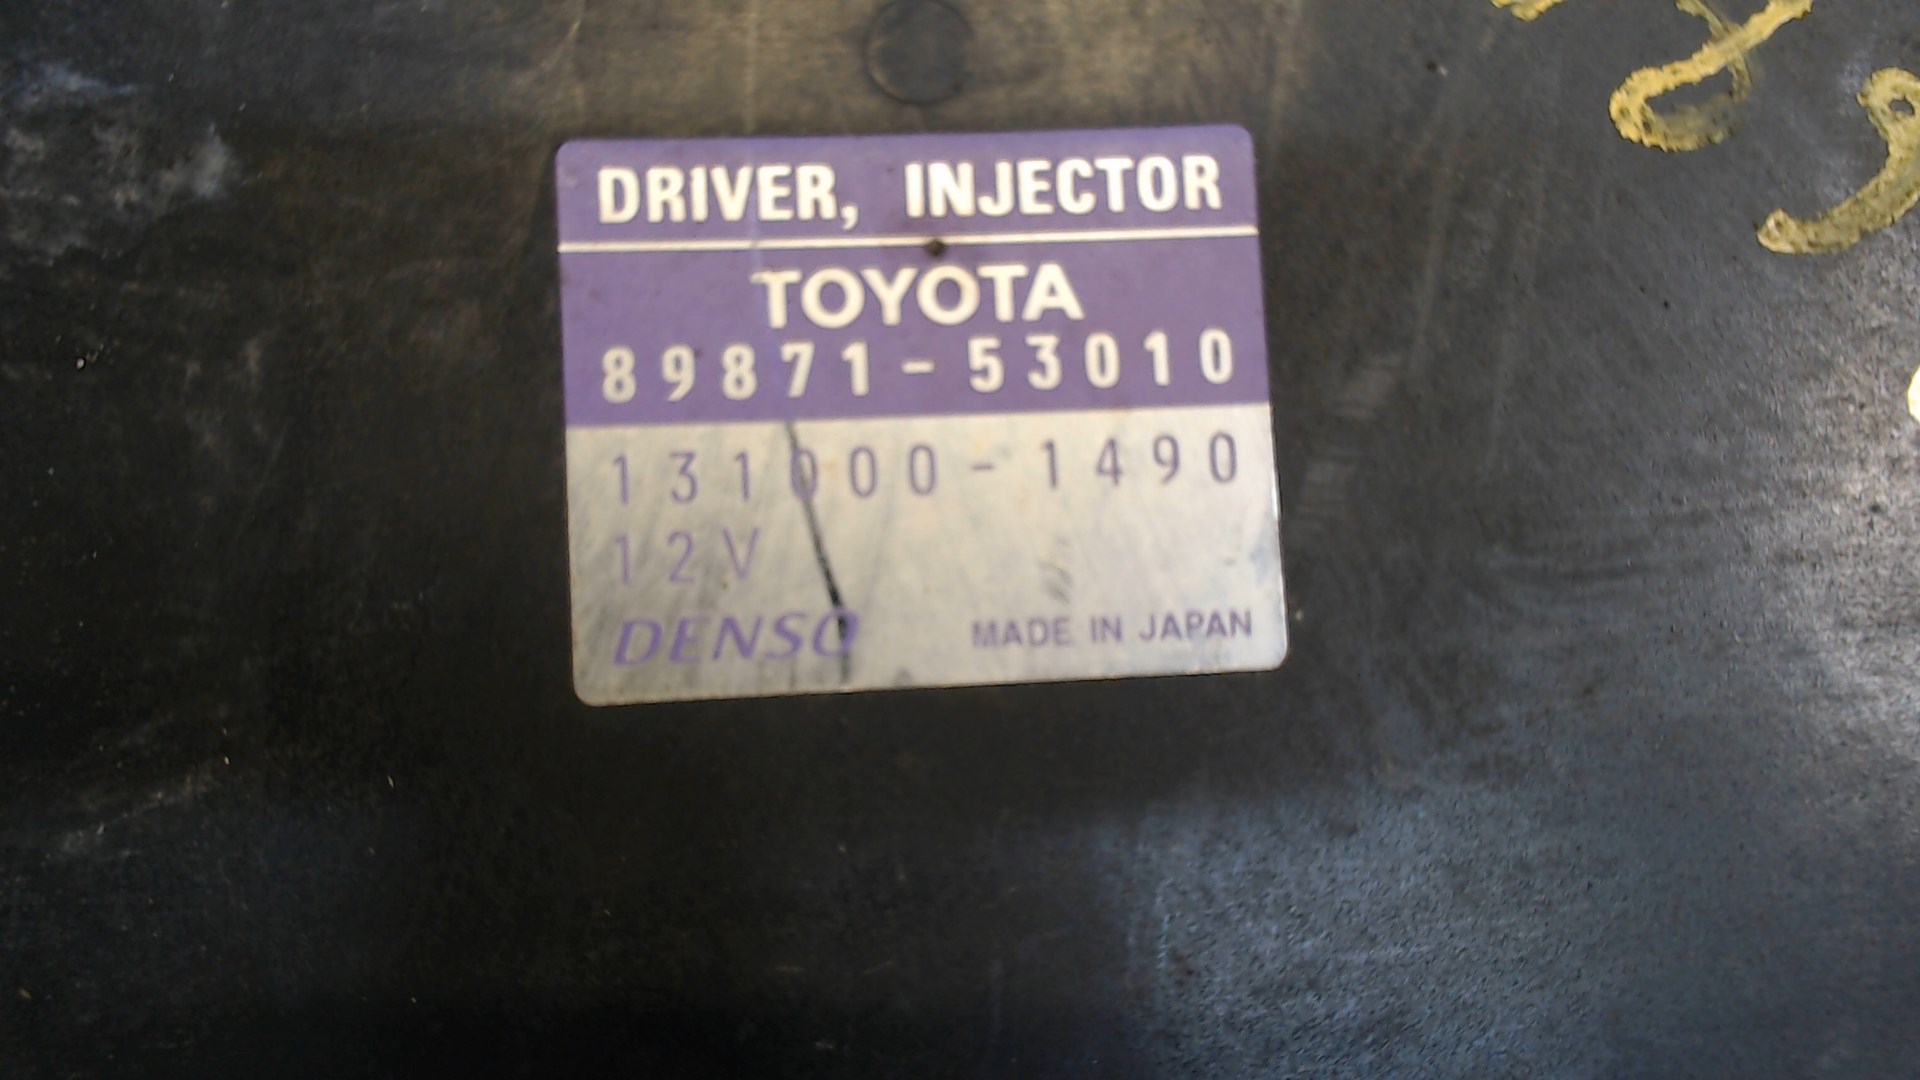 DRIVER, INJECTOR
TOYOTA
89871-53010
131000-1490
12V
DENSO MADE IN JAPAN